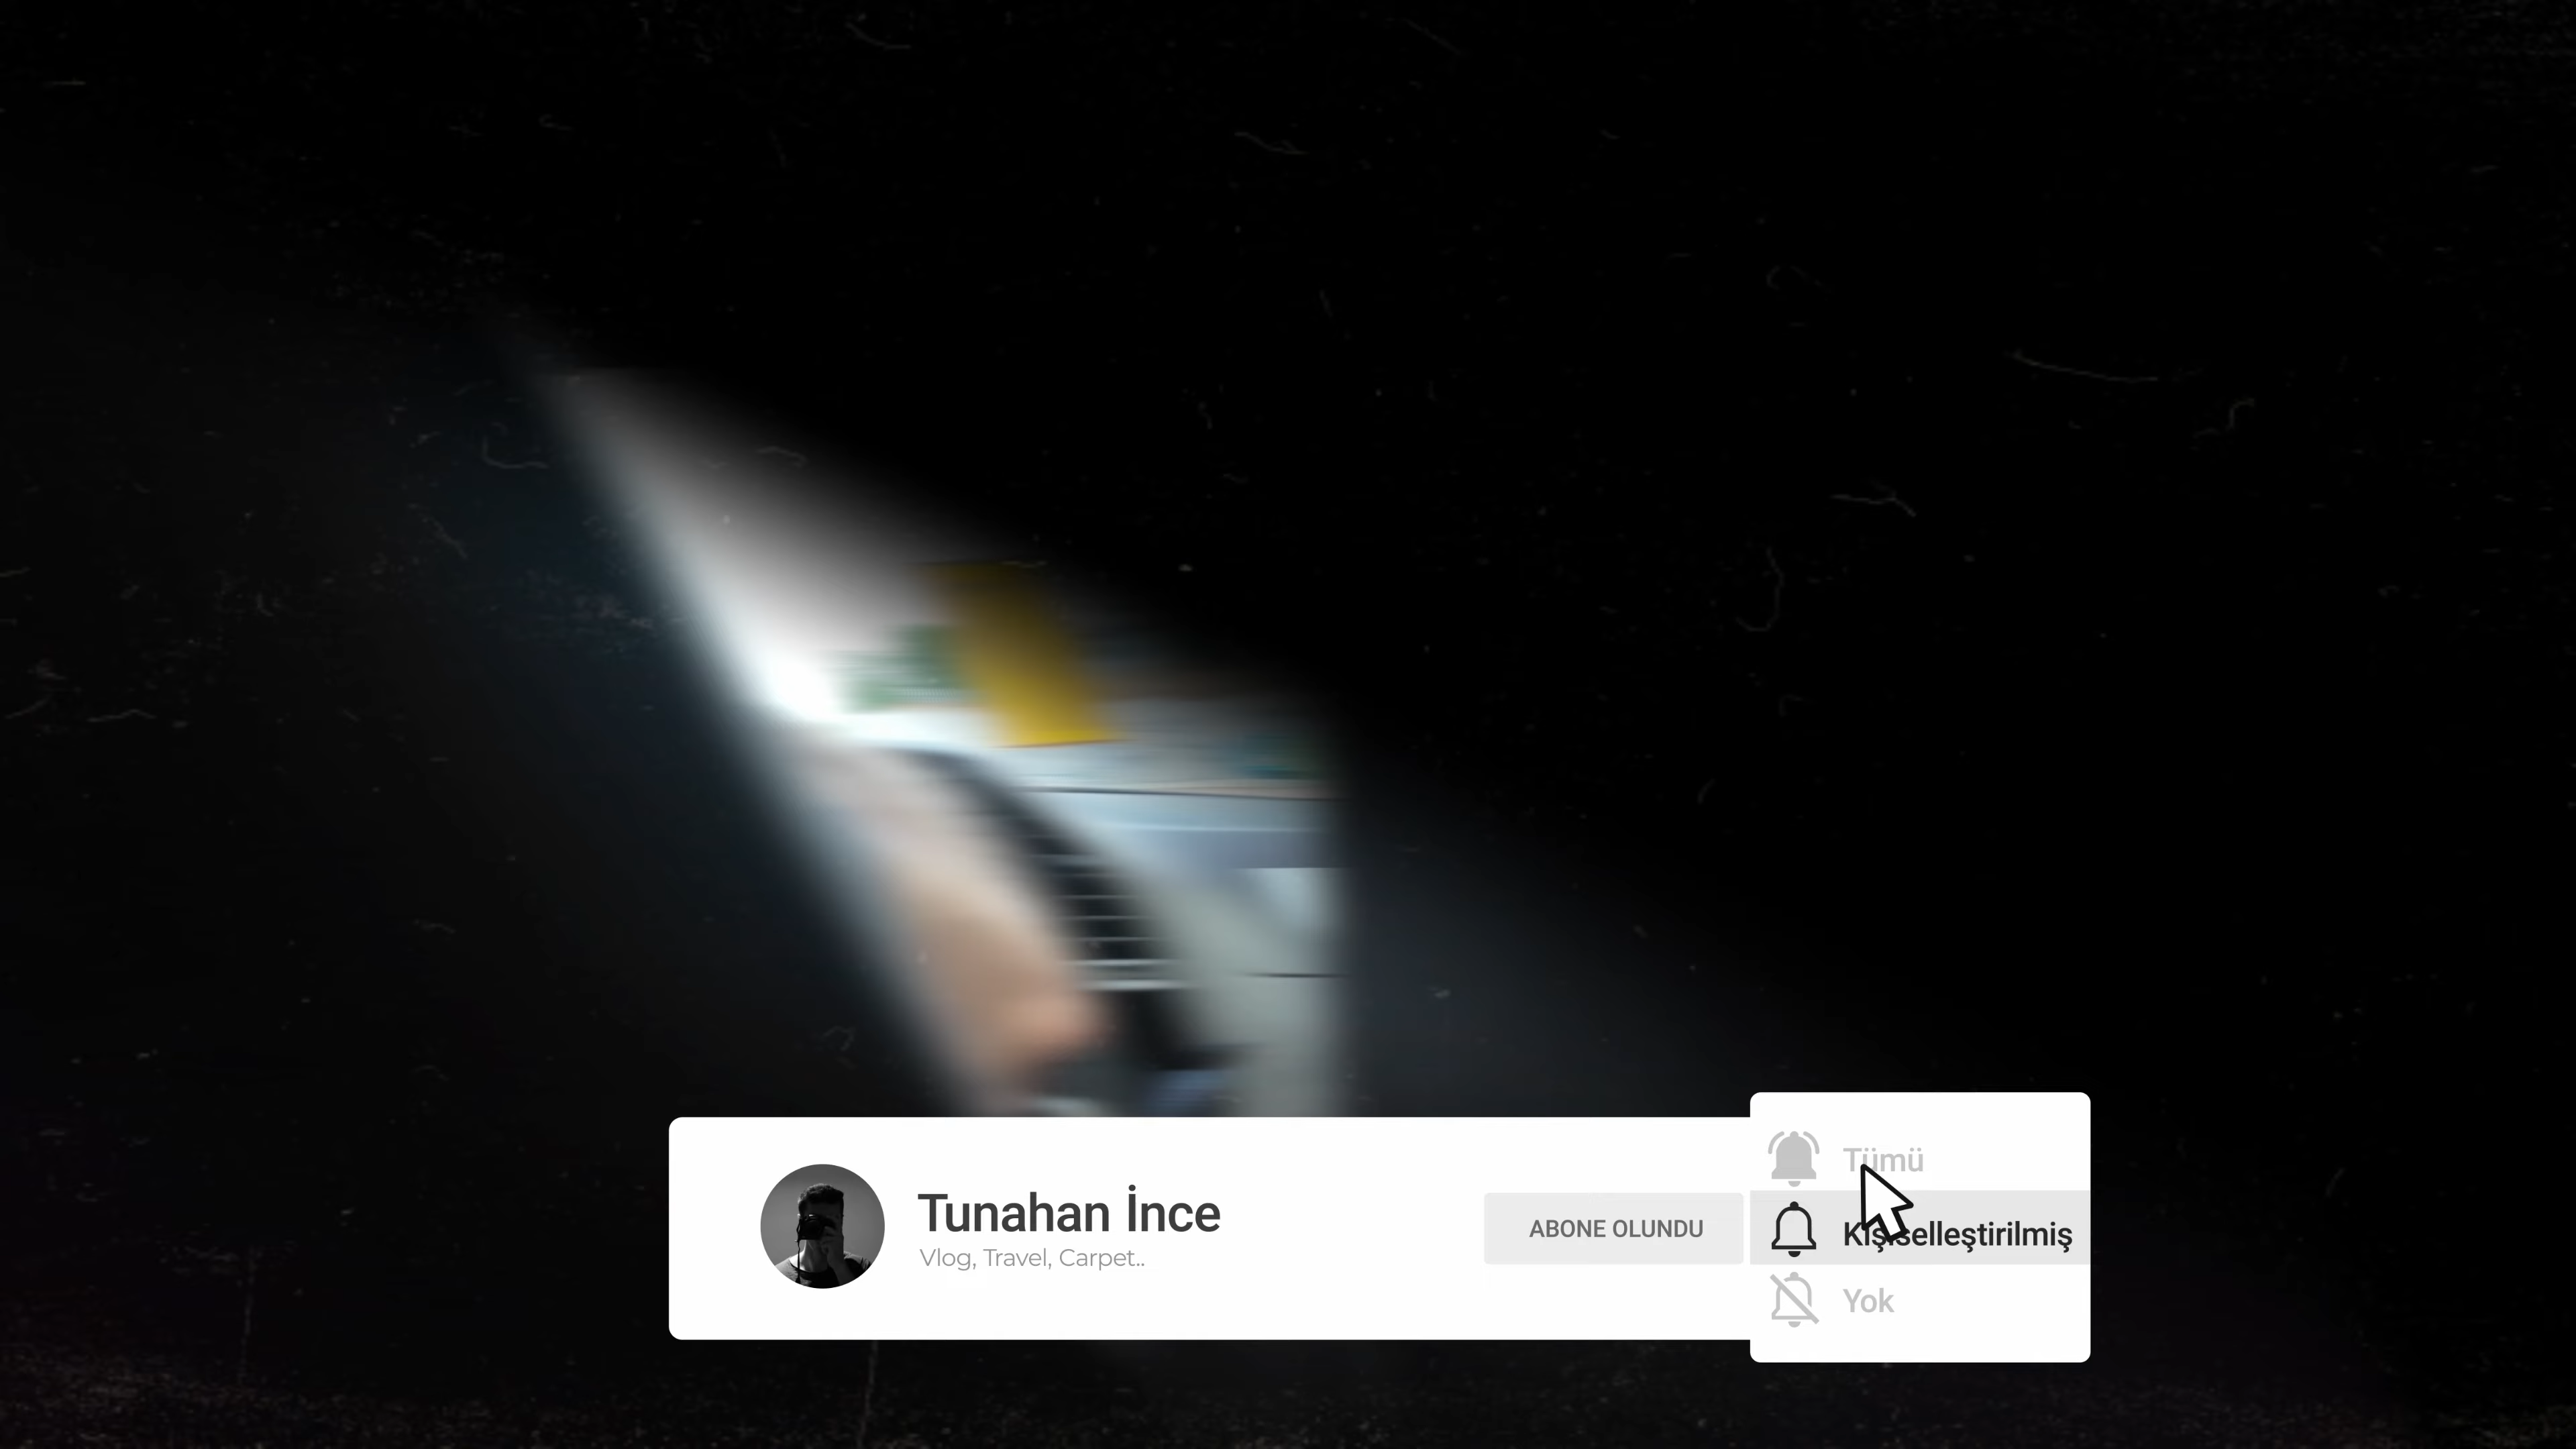 Tunahan İnce
Vlog, Travel, Carpet..
ABONE OLUNDU
Tümü
Kişiselleştirilmiş
Yok